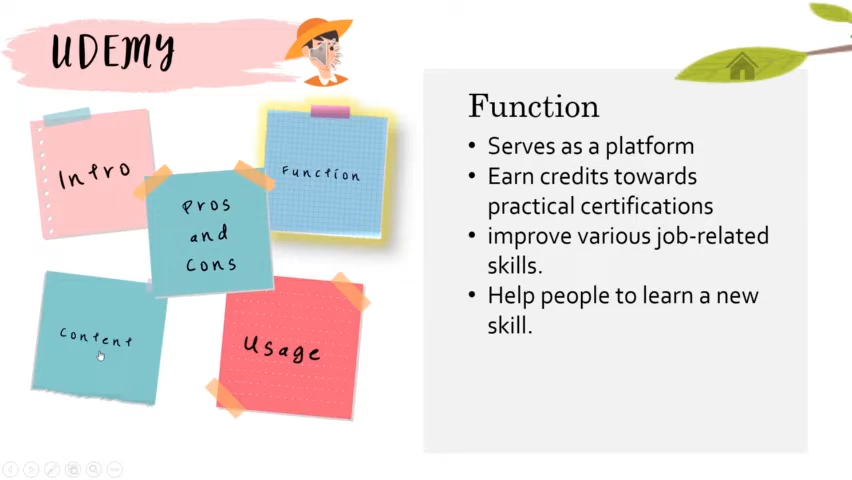 UDEMY
Intro
Function
Pros
and
Cons
Content
Usage
Function
• Serves as a platform
• Earn credits towards
practical certifications
• improve various job-related
skills.
• Help people to learn a new
skill.